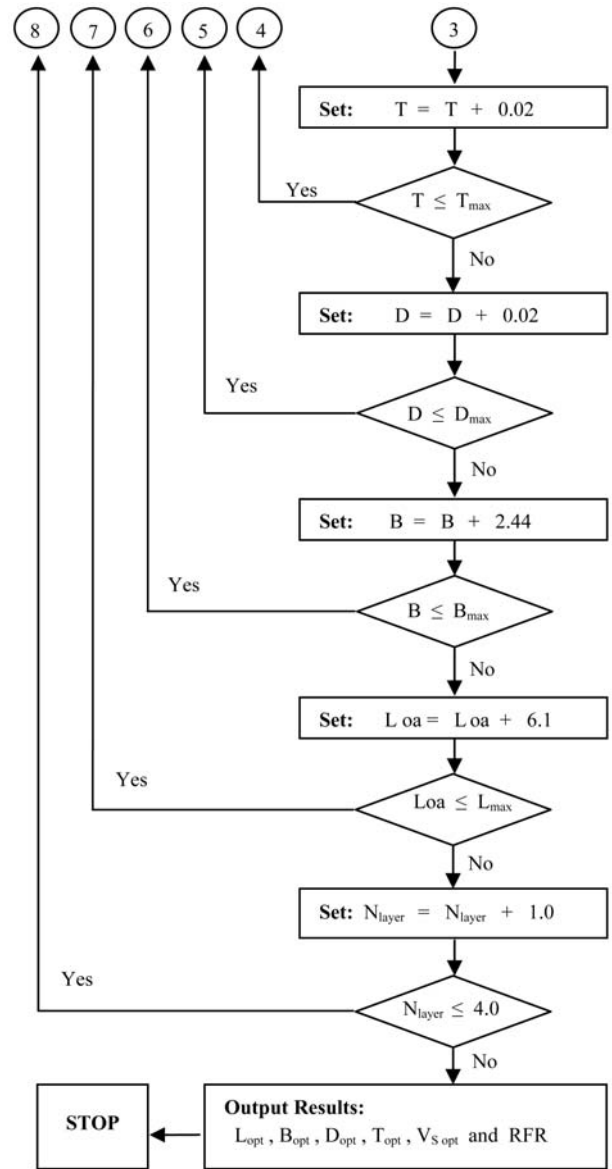 8 7 6 5 4 3
Set: T = T + 0.02
Yes
T ≤ Tmax
No
Set: D = D + 0.02
Yes
D ≤ Dmax
No
Set: B = B + 2.44
Yes
B ≤ Bmax
No
Set: L oa = L oa + 6.1
Yes
Loa ≤ Lmax
No
Set: Nlayer = Nlayer + 1.0
Yes
Nlayer ≤ 4.0
No
STOP
Output Results:
Lopt , Bopt , Dopt , Topt , VS opt and RFR